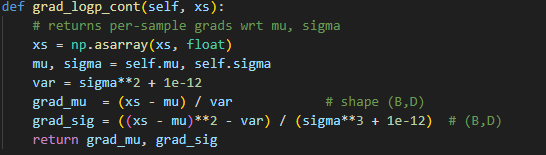 def grad_logp_cont(self, xs):
    # returns per-sample grads wrt mu, sigma
    xs = np.asarray(xs, float)
    mu, sigma = self.mu, self.sigma
    var = sigma**2 + 1e-12
    grad_mu  = (xs - mu) / var          # shape (B,D)
    grad_sig = ((xs - mu)**2 - var) / (sigma**3 + 1e-12)  # (B,D)
    return grad_mu, grad_sig